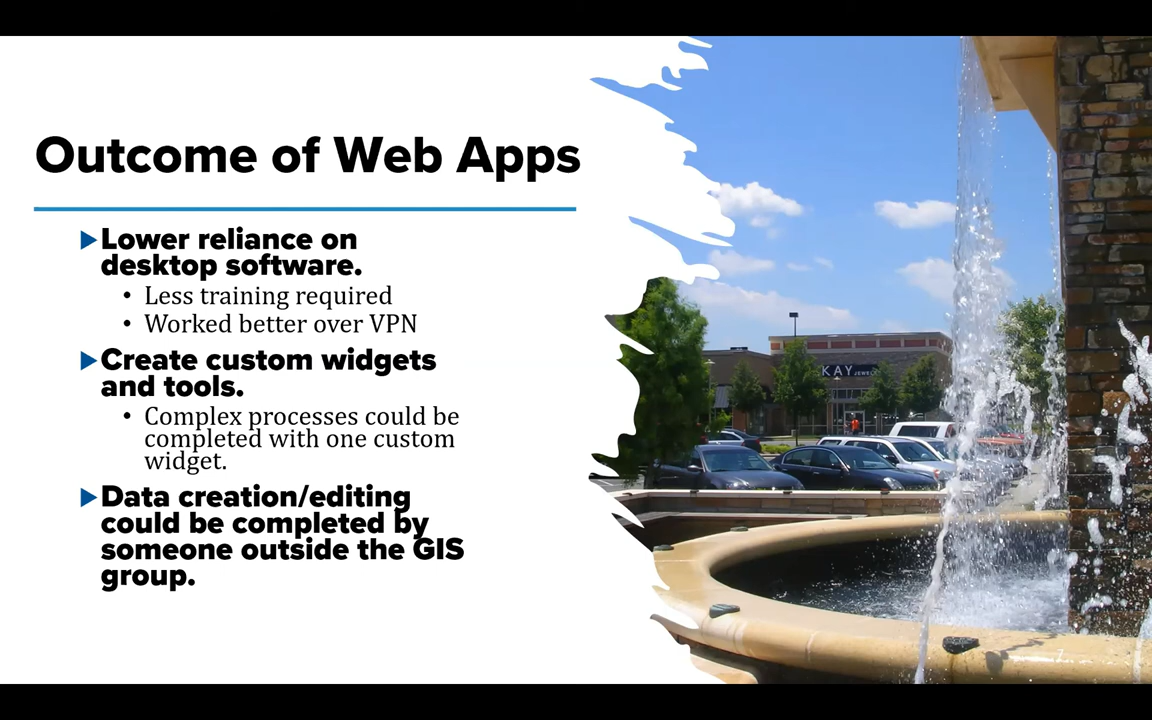 Outcome of Web Apps
Lower reliance on
desktop software.
• Less training required
• Worked better over VPN
Create custom widgets
and tools.
• Complex processes could be
completed with one custom
widget.
Data creation/editing
could be completed by
someone outside the GIS
group.
KAY JEWELERS